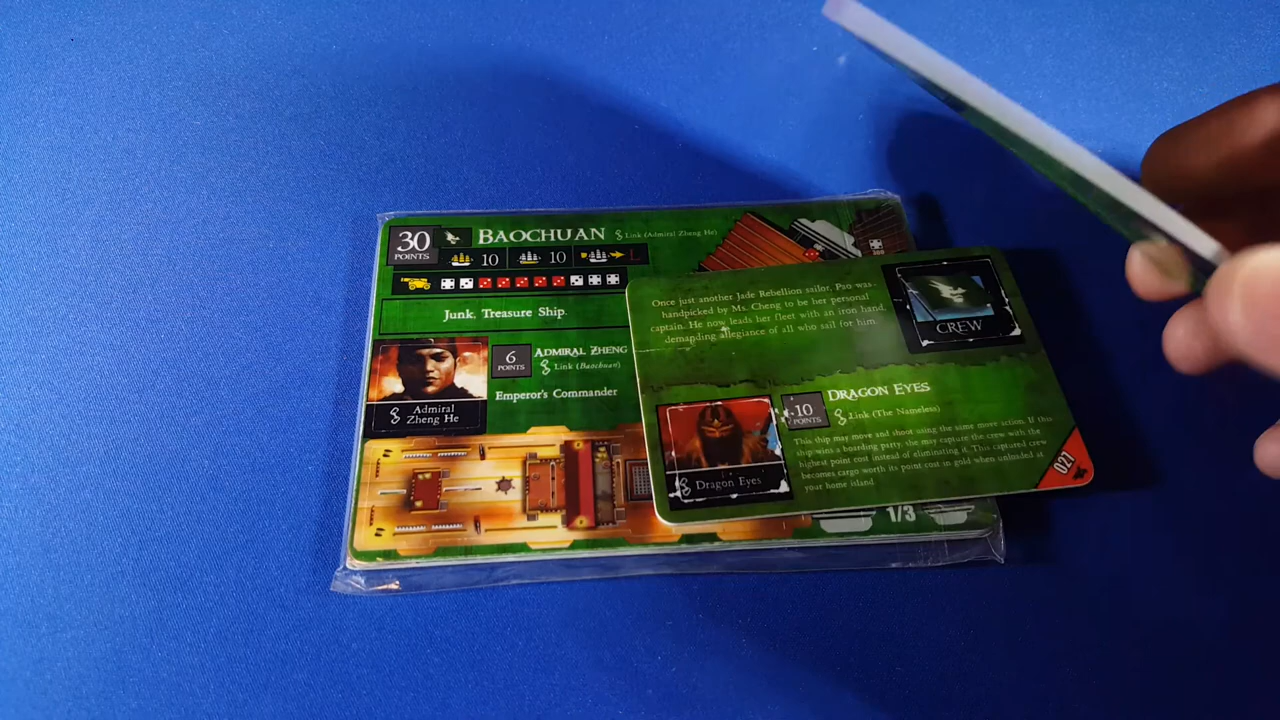 30
POINTS
BAOCHUAN
Link (Admiral Zheng He)
10
10
L
Junk. Treasure Ship.
6
POINTS
ADMIRAL ZHENG
Link (Baochuan)
Emperor's Commander
Admiral
Zheng He
1/3
Once just another Jade Rebellion sailor, Pao was
handpicked by Ms. Cheng to be her personal
captain. He now leads her fleet with an iron hand,
demanding allegiance of all who sail for him.
CREW
10
POINTS
DRAGON EYES
Link (The Nameless)
This ship may move and shoot using the same move action. If this
ship wins a boarding party, she may capture the crew with the
highest point cost instead of eliminating it. This captured crew
becomes cargo worth its point cost in gold when unloaded at
your home island.
Dragon Eyes
027